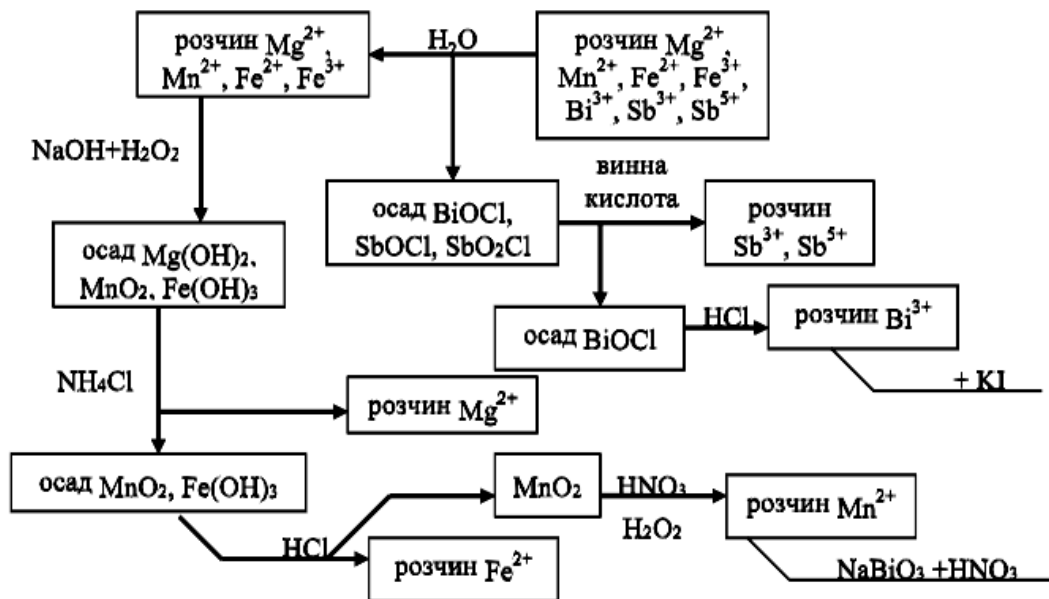 розчин Mg²⁺,
Mn²⁺, Fe²⁺, Fe³⁺
H₂O
розчин Mg²⁺,
Mn²⁺, Fe²⁺, Fe³⁺,
Bi³⁺, Sb³⁺, Sb⁵⁺
NaOH+H₂O₂
осад BiOCl,
SbOCl, SbO₂Cl
винна
кислота
розчин
Sb³⁺, Sb⁵⁺
осад Mg(OH)₂,
MnO₂, Fe(OH)₃
осад BiOCl
HCl
розчин Bi³⁺
+ KI
NH₄Cl
розчин Mg²⁺
осад MnO₂, Fe(OH)₃
MnO₂
HNO₃
H₂O₂
розчин Mn²⁺
HCl
розчин Fe²⁺
NaBiO₃ +HNO₃